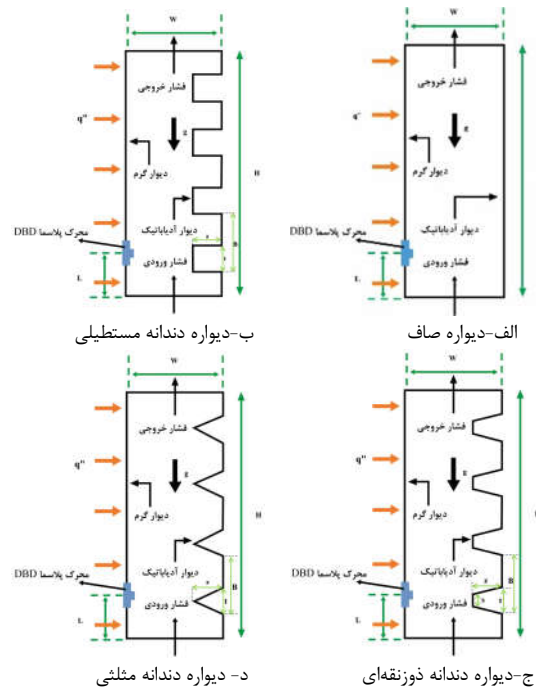 W
فشار خروجی
g
q"
دیوار گرم
دیوار آدیاباتیک
محرک پلاسما DBD
فشار ورودی
L
الف-دیواره صاف
W
فشار خروجی
g
q"
دیوار گرم
H
دیوار آدیاباتیک
B
محرک پلاسما DBD
فشار ورودی
L
ب-دیواره دندانه مستطیلی
W
فشار خروجی
g
دیوار گرم
دیوار آدیاباتیک
B
محرک پلاسما DBD
فشار ورودی
L
ج-دیواره دندانه ذوزنقه‌ای
W
فشار خروجی
g
q"
دیوار گرم
H
دیوار آدیاباتیک
B
محرک پلاسما DBD
فشار ورودی
L
د- دیواره دندانه مثلثی